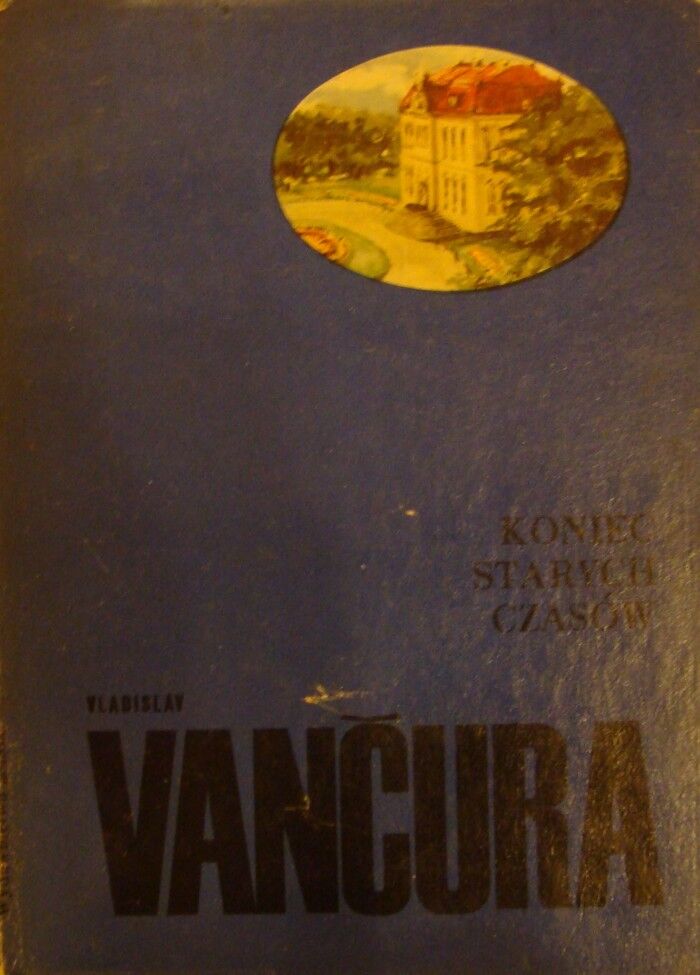 KONIEC
STARYCH
CZASÓW
VLADISLAV
VANČURA